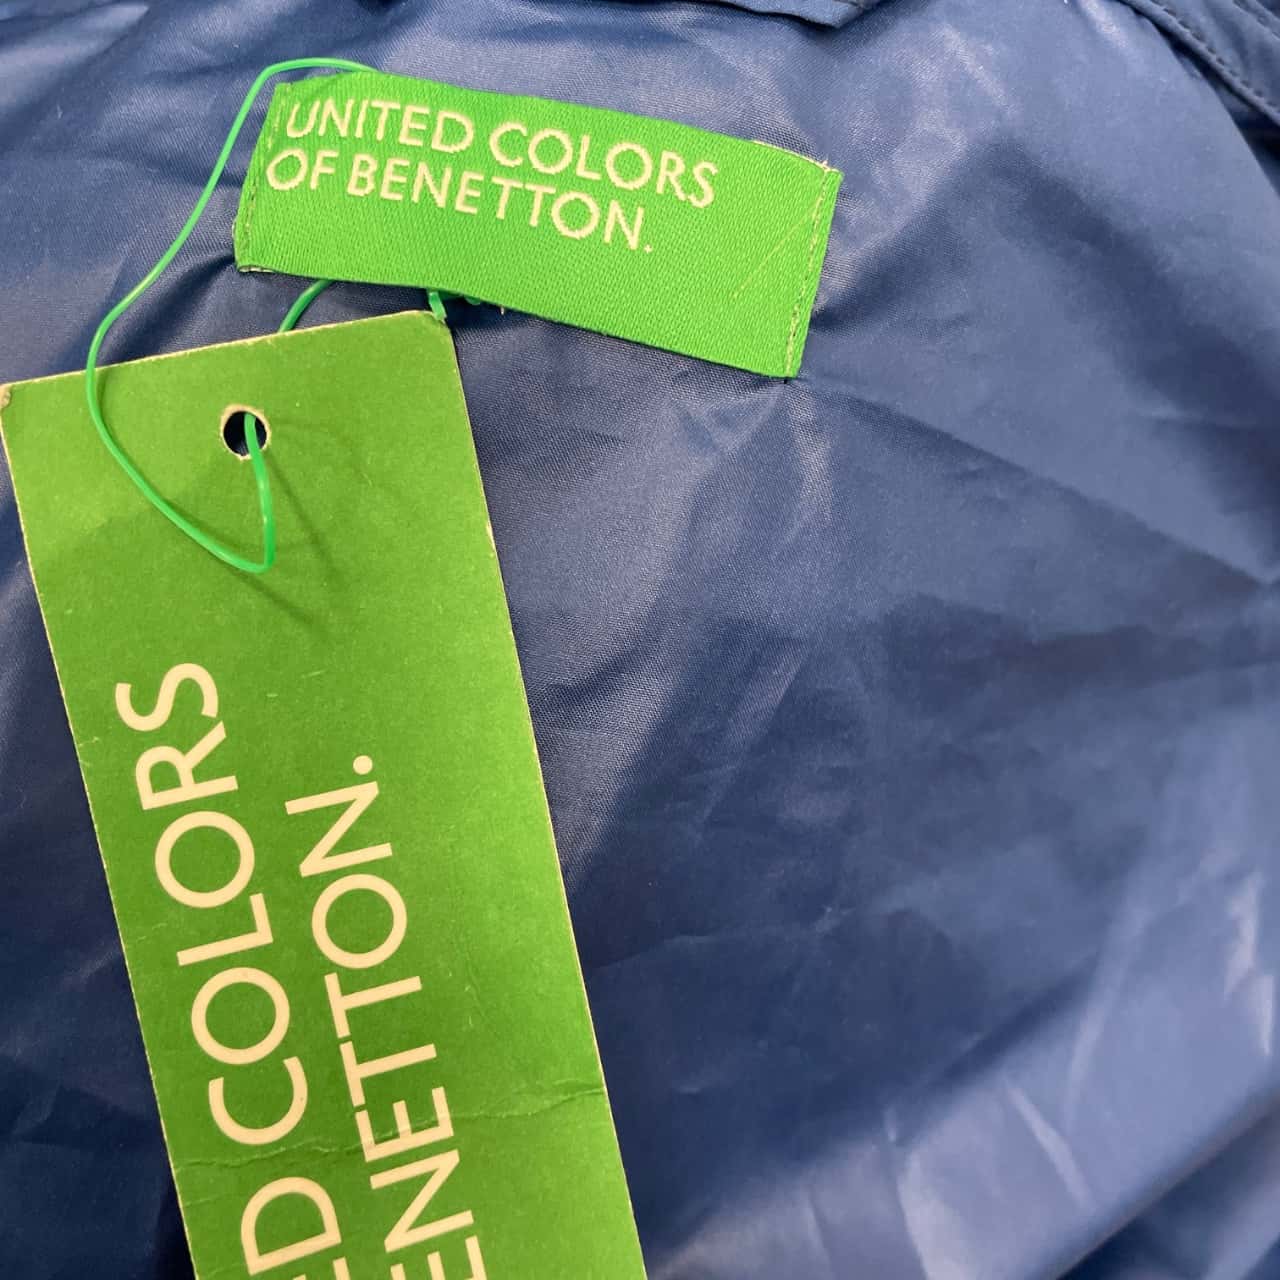 UNITED COLORS
OF BENETTON.
ED COLORS
ENETTON.